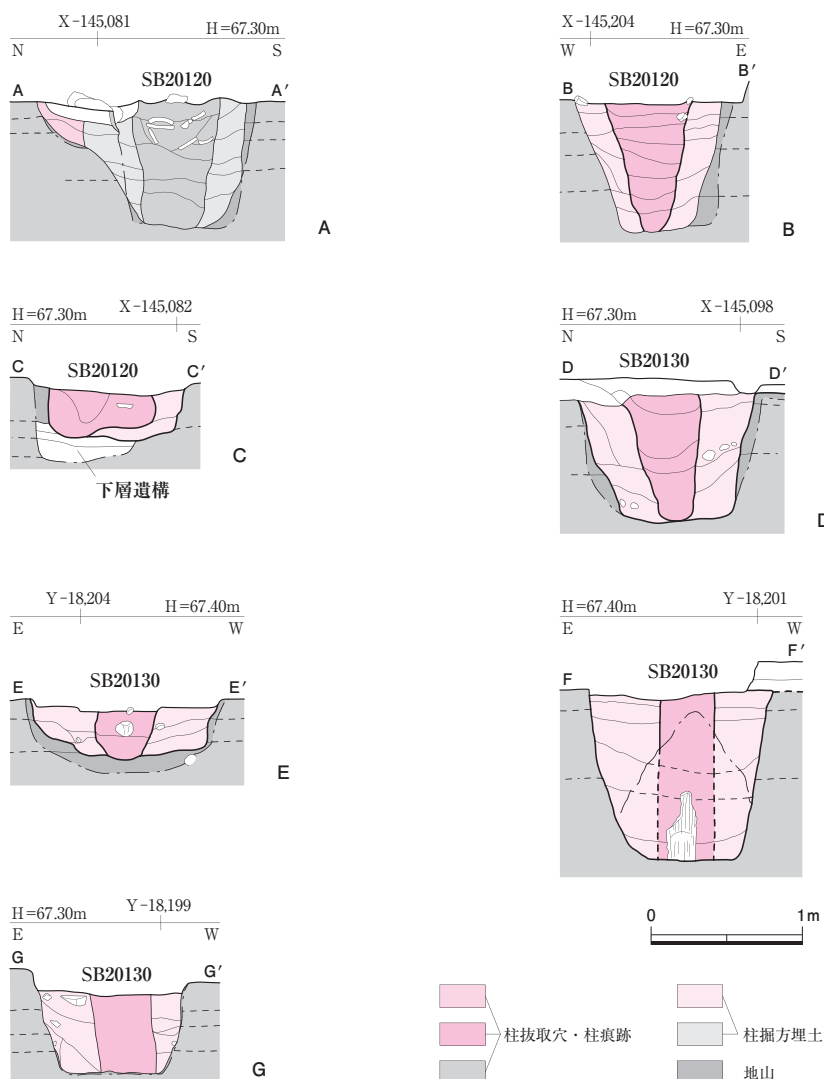 X-145,081 H=67.30m
N S
SB20120
A A′
A
X-145,204 H=67.30m
W E
SB20120
B B′
B
H=67.30m X-145,082
N S
SB20120
C C′
C
下層遺構
H=67.30m X-145,098
N S
SB20130
D D′
D
Y-18,204 H=67.40m
E W
SB20130
E E′
E
H=67.40m Y-18,201
E W
SB20130
F F′
H=67.30m Y-18,199
E W
SB20130
G G′
G
0 1m
柱抜取穴・柱痕跡
柱掘方埋土
地山